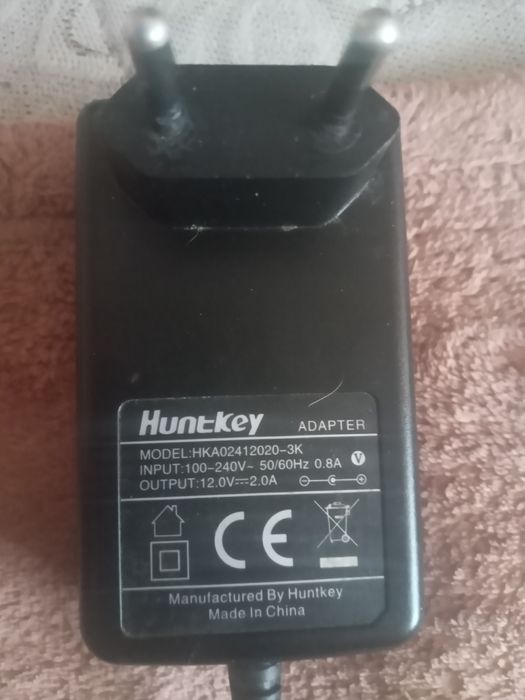 Huntkey ADAPTER
MODEL:HKA02412020-3K
INPUT:100-240V~ 50/60Hz 0.8A V
OUTPUT:12.0V⎓2.0A
CE
Manufactured By Huntkey
Made In China